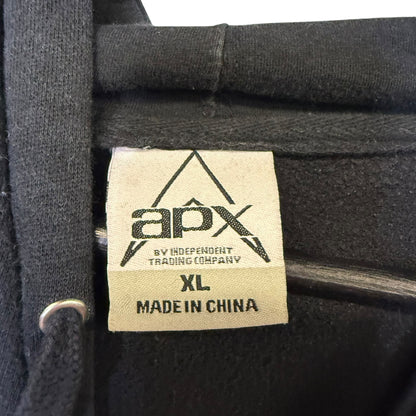 apx
BY INDEPENDENT
TRADING COMPANY
XL
MADE IN CHINA